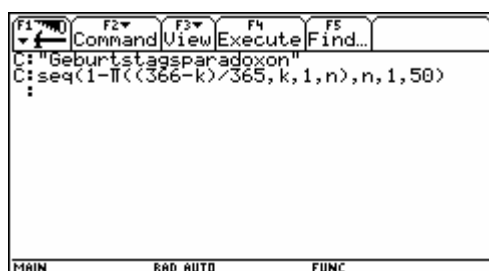 F1 F2 F3 F4 F5
Command View Execute Find...
C:"Geburtstagsparadoxon"
C:seq(1-Π((366-k)/365,k,1,n),n,1,50)
:
MAIN RAD AUTO FUNC